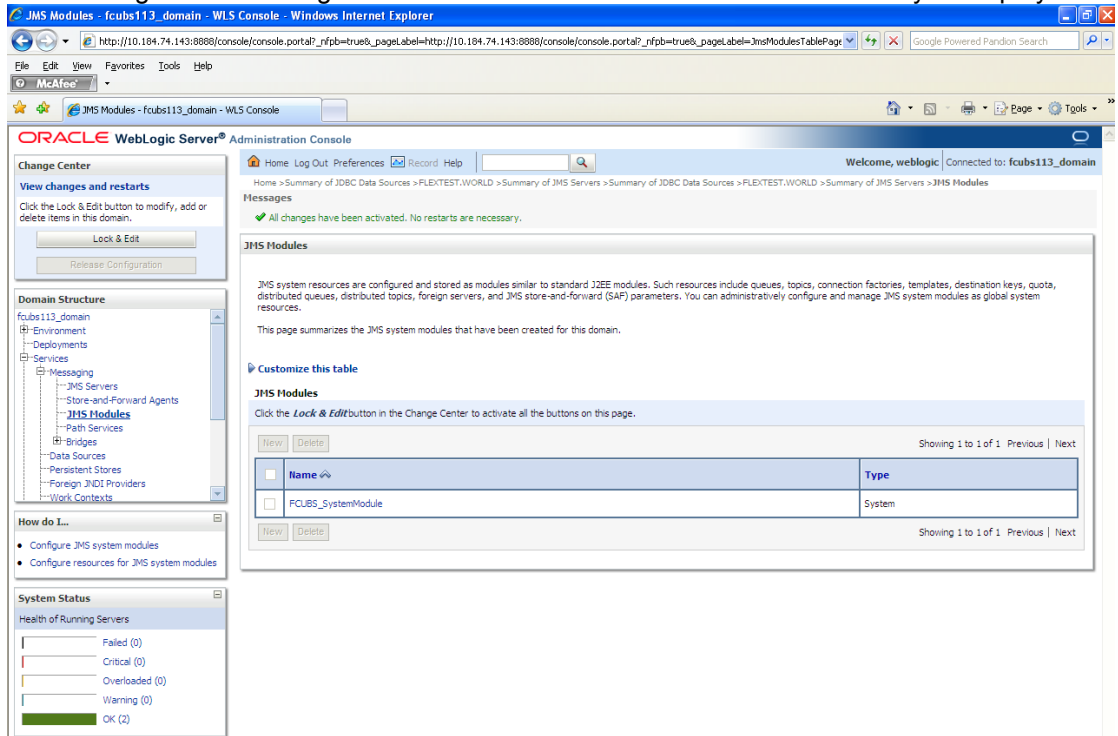 JMS Modules - fcubs113_domain - WLS Console - Windows Internet Explorer
http://10.184.74.143:8888/console/console.portal?_nfpb=true&_pageLabel=http://10.184.74.143:8888/console/console.portal?_nfpb=true&_pageLabel=JmsModulesTablePage
Google Powered Pandion Search
File Edit View Favorites Tools Help
McAfee
JMS Modules - fcubs113_domain - WLS Console
Page Tools
ORACLE WebLogic Server® Administration Console
Change Center
View changes and restarts
Click the Lock & Edit button to modify, add or
delete items in this domain.
Lock & Edit
Release Configuration
Domain Structure
fcubs113_domain
Environment
Deployments
Services
Messaging
JMS Servers
Store-and-Forward Agents
JMS Modules
Path Services
Bridges
Data Sources
Persistent Stores
Foreign JNDI Providers
Work Contexts
How do I...
Configure JMS system modules
Configure resources for JMS system modules
System Status
Health of Running Servers
Failed (0)
Critical (0)
Overloaded (0)
Warning (0)
OK (2)
Home Log Out Preferences Record Help
Welcome, weblogic Connected to: fcubs113_domain
Home >Summary of JDBC Data Sources >FLEXTEST.WORLD >Summary of JMS Servers >Summary of JDBC Data Sources >FLEXTEST.WORLD >Summary of JMS Servers >JMS Modules
Messages
All changes have been activated. No restarts are necessary.
JMS Modules
JMS system resources are configured and stored as modules similar to standard J2EE modules. Such resources include queues, topics, connection factories, templates, destination keys, quota,
distributed queues, distributed topics, foreign servers, and JMS store-and-forward (SAF) parameters. You can administratively configure and manage JMS system modules as global system
resources.
This page summarizes the JMS system modules that have been created for this domain.
Customize this table
JMS Modules
Click the Lock & Edit button in the Change Center to activate all the buttons on this page.
New Delete Showing 1 to 1 of 1 Previous | Next
Name Type
FCUBS_SystemModule System
New Delete Showing 1 to 1 of 1 Previous | Next